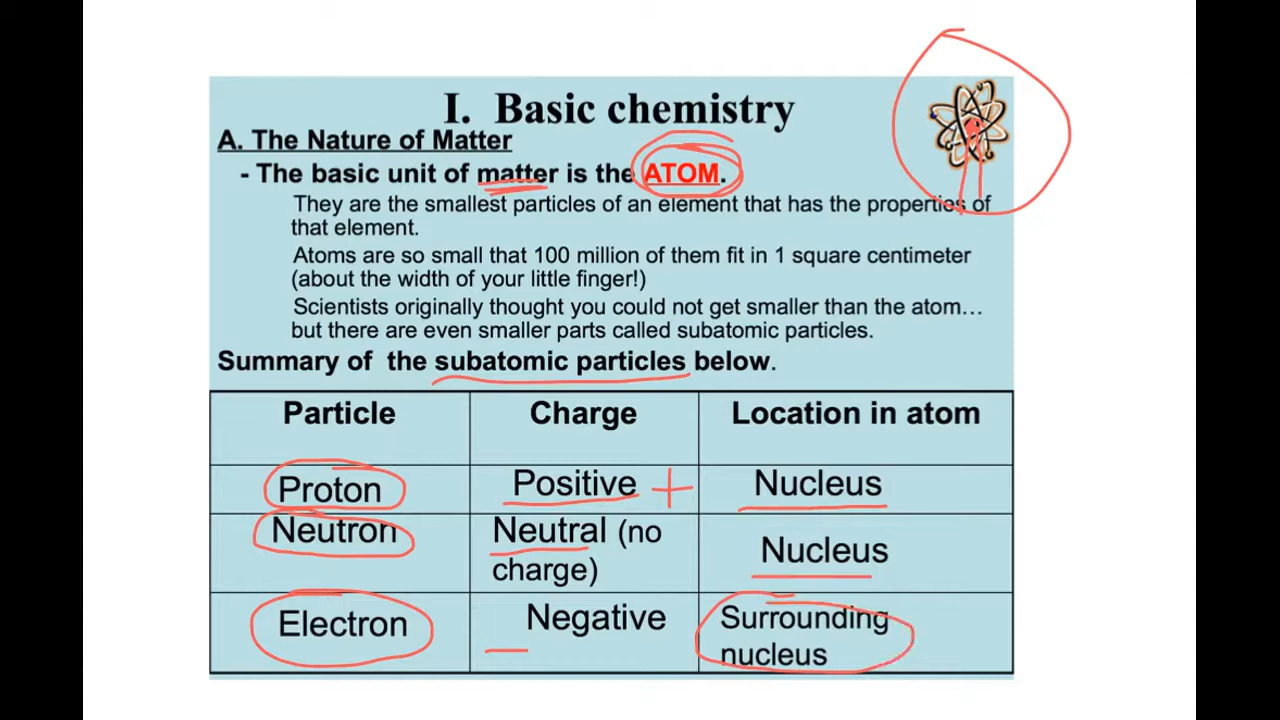 I. Basic chemistry
A. The Nature of Matter
- The basic unit of matter is the ATOM.
They are the smallest particles of an element that has the properties of
that element.
Atoms are so small that 100 million of them fit in 1 square centimeter
(about the width of your little finger!)
Scientists originally thought you could not get smaller than the atom…
but there are even smaller parts called subatomic particles.
Summary of the subatomic particles below.
Particle Charge Location in atom
Proton Positive + Nucleus
Neutron Neutral (no
charge) Nucleus
Electron Negative Surrounding
nucleus